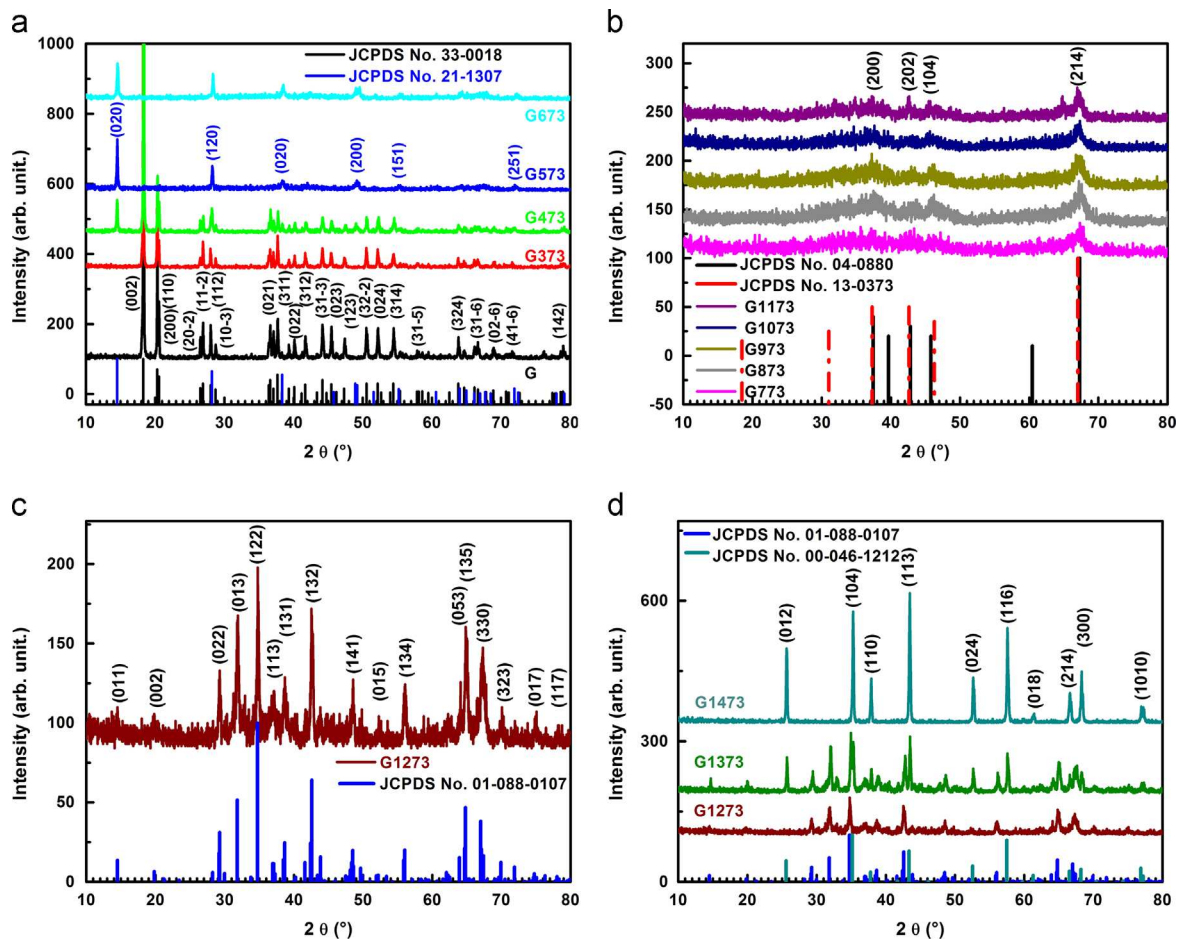 a
JCPDS No. 33-0018
JCPDS No. 21-1307
G673
(020)
(120)
(020)
(200)
(151)
(251)
G573
G473
G373
(002)
(200)(110)
(20-2)
(11-2)
(112)
(10-3)
(021)
(311)
(022)
(312)
(31-3)
(023)
(123)
(32-2)
(024)
(314)
(31-5)
(324)
(31-6)
(02-6)
(41-6)
(142)
G
1000
800
600
400
200
0
10 20 30 40 50 60 70 80
2 θ (°)
Intensity (arb. unit.)
b
(200)
(202)
(104)
(214)
JCPDS No. 04-0880
JCPDS No. 13-0373
G1173
G1073
G973
G873
G773
300
250
200
150
100
50
0
-50
10 20 30 40 50 60 70 80
2 θ (°)
Intensity (arb. unit.)
c
(011)
(002)
(022)
(013)
(122)
(113)
(131)
(132)
(141)
(015)
(134)
(053)
(135)
(330)
(323)
(017)
(117)
G1273
JCPDS No. 01-088-0107
200
150
100
50
0
10 20 30 40 50 60 70 80
2 θ (°)
Intensity (arb. unit.)
d
JCPDS No. 01-088-0107
JCPDS No. 00-046-1212
(012)
(104)
(110)
(113)
(024)
(116)
(018)
(214)
(300)
(1010)
G1473
G1373
G1273
600
300
0
10 20 30 40 50 60 70 80
2 θ (°)
Intensity (arb. unit.)